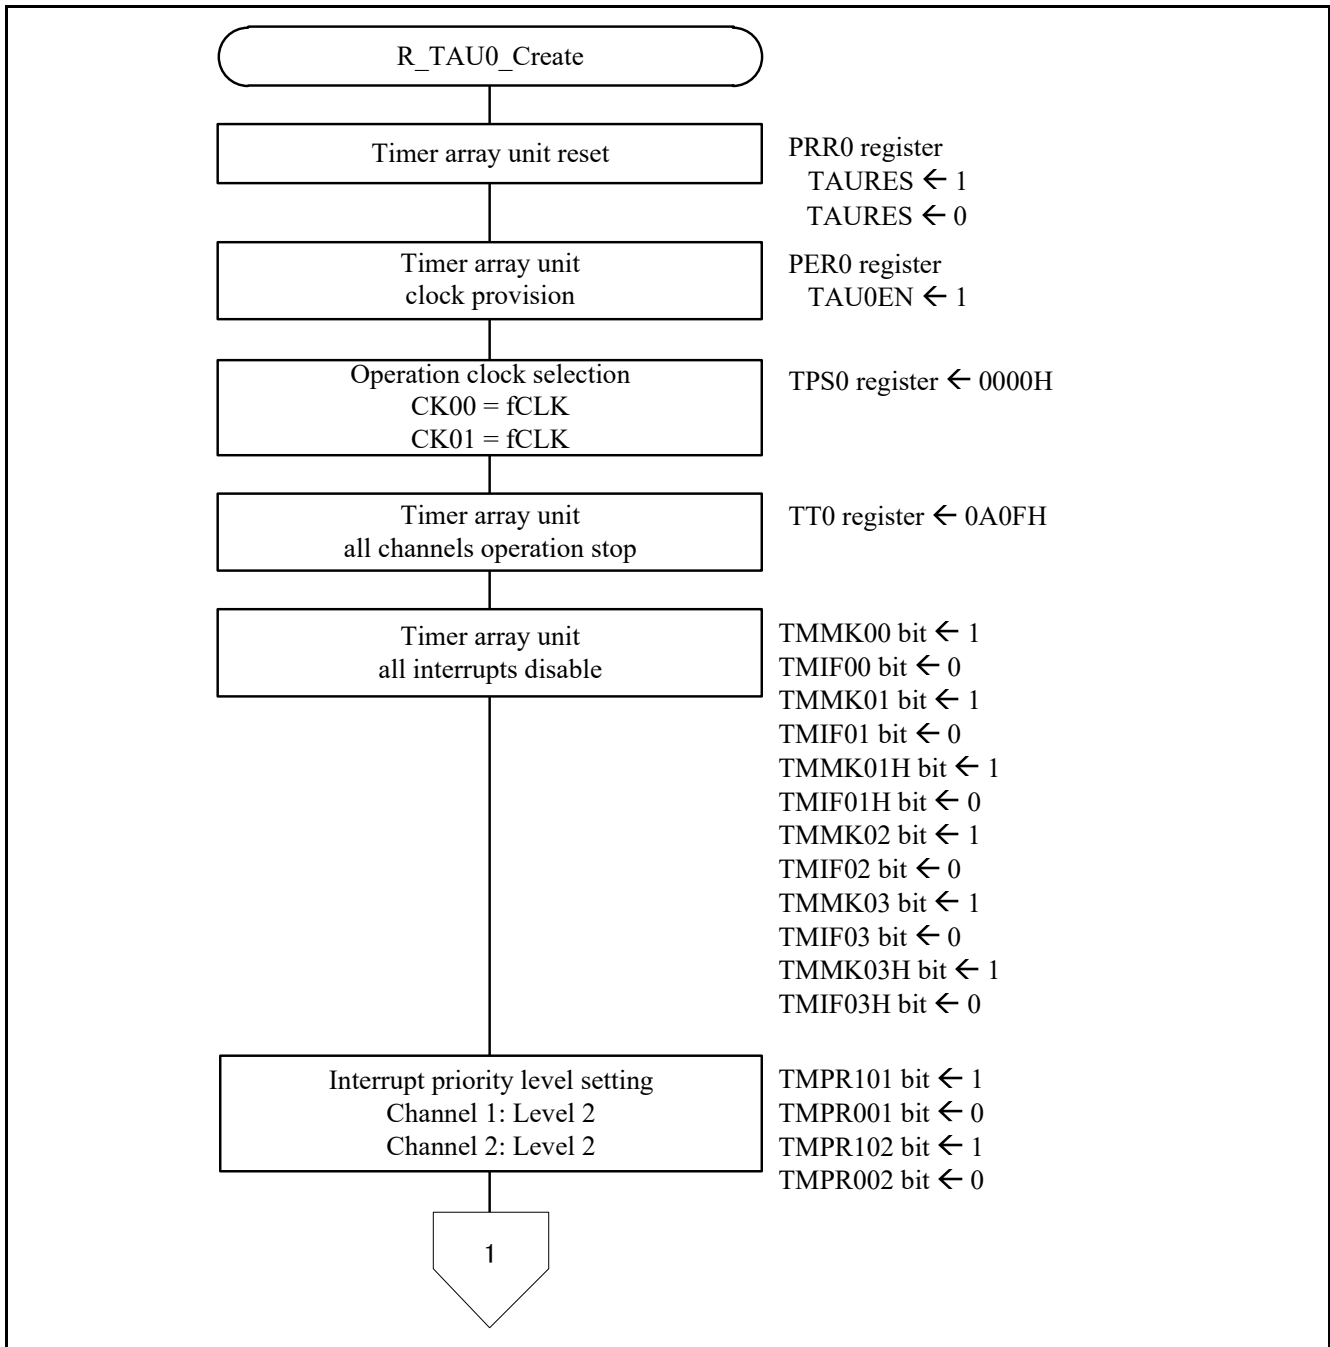 R_TAU0_Create
Timer array unit reset
PRR0 register
TAURES ← 1
TAURES ← 0
Timer array unit
clock provision
PER0 register
TAU0EN ← 1
Operation clock selection
CK00 = fCLK
CK01 = fCLK
TPS0 register ← 0000H
Timer array unit
all channels operation stop
TT0 register ← 0A0FH
Timer array unit
all interrupts disable
TMMK00 bit ← 1
TMIF00 bit ← 0
TMMK01 bit ← 1
TMIF01 bit ← 0
TMMK01H bit ← 1
TMIF01H bit ← 0
TMMK02 bit ← 1
TMIF02 bit ← 0
TMMK03 bit ← 1
TMIF03 bit ← 0
TMMK03H bit ← 1
TMIF03H bit ← 0
Interrupt priority level setting
Channel 1: Level 2
Channel 2: Level 2
TMPR101 bit ← 1
TMPR001 bit ← 0
TMPR102 bit ← 1
TMPR002 bit ← 0
1